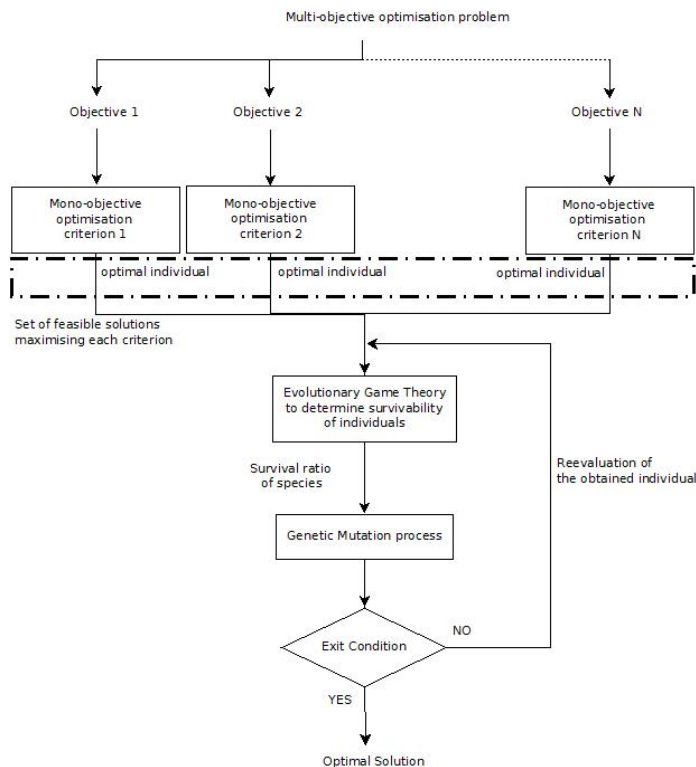 Multi-objective optimisation problem
Objective 1
Objective 2
Objective N
Mono-objective
optimisation
criterion 1
Mono-objective
optimisation
criterion 2
Mono-objective
optimisation
criterion N
optimal individual
optimal individual
optimal individual
Set of feasible solutions
maximising each criterion
Evolutionary Game Theory
to determine survivability
of individuals
Survival ratio
of species
Reevaluation of
the obtained individual
Genetic Mutation process
Exit Condition
NO
YES
Optimal Solution